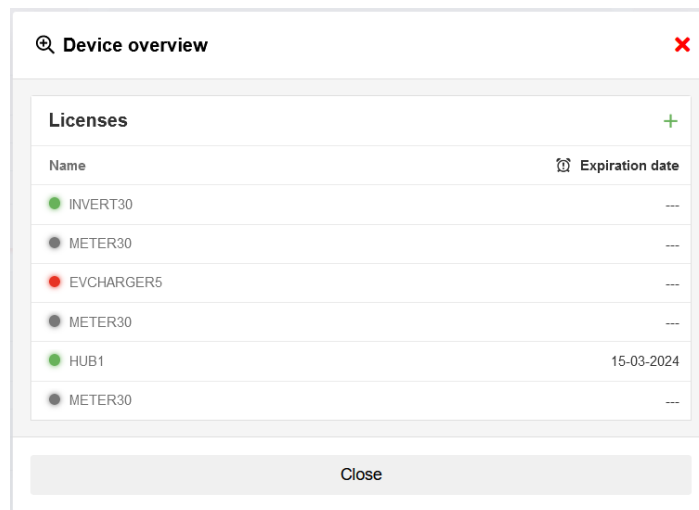 Device overview
Licenses
Name Expiration date
INVERT30 ---
METER30 ---
EVCHARGER5 ---
METER30 ---
HUB1 15-03-2024
METER30 ---
Close